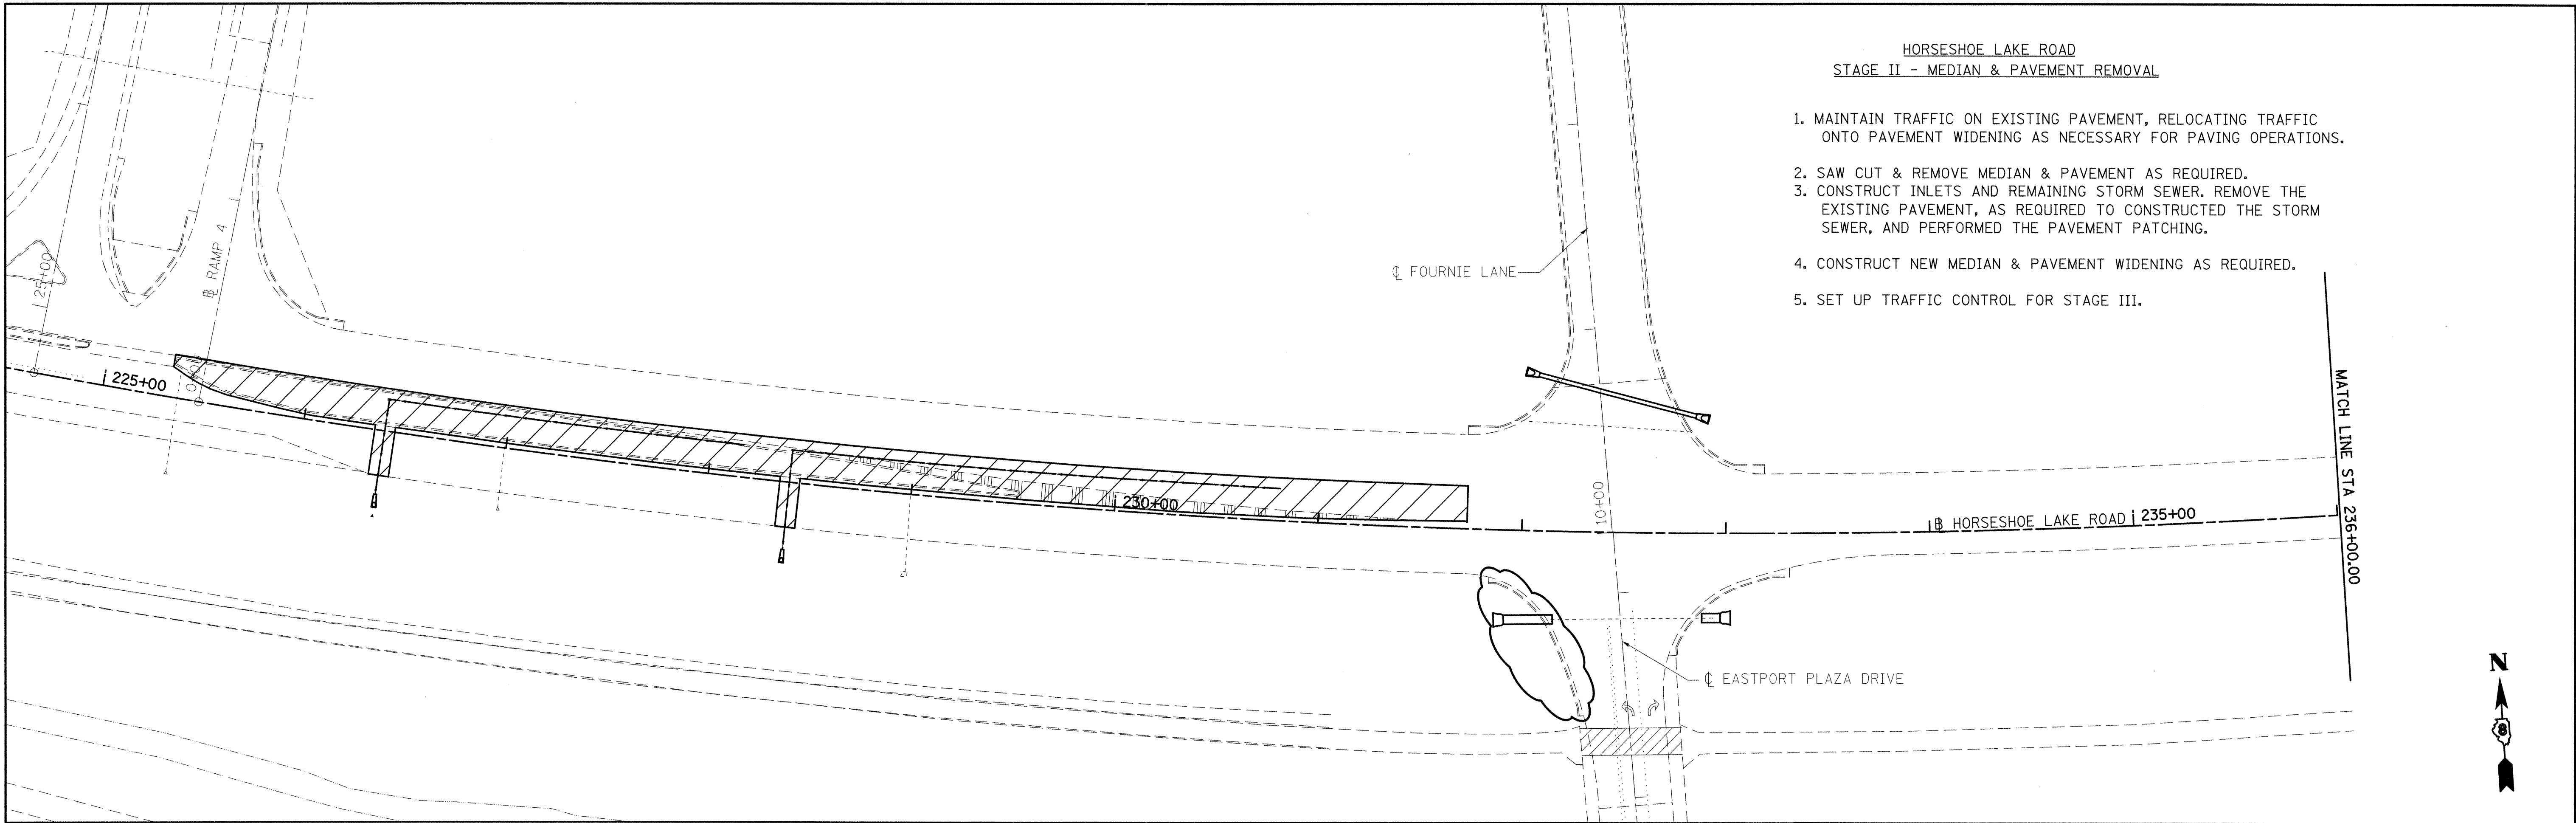 HORSESHOE LAKE ROAD
STAGE II - MEDIAN & PAVEMENT REMOVAL
1. MAINTAIN TRAFFIC ON EXISTING PAVEMENT, RELOCATING TRAFFIC
ONTO PAVEMENT WIDENING AS NECESSARY FOR PAVING OPERATIONS.
2. SAW CUT & REMOVE MEDIAN & PAVEMENT AS REQUIRED.
3. CONSTRUCT INLETS AND REMAINING STORM SEWER. REMOVE THE
EXISTING PAVEMENT, AS REQUIRED TO CONSTRUCTED THE STORM
SEWER, AND PERFORMED THE PAVEMENT PATCHING.
4. CONSTRUCT NEW MEDIAN & PAVEMENT WIDENING AS REQUIRED.
5. SET UP TRAFFIC CONTROL FOR STAGE III.
℄ RAMP 4
℄ FOURNIE LANE
225+00
230+00
10+00
℄ HORSESHOE LAKE ROAD
235+00
MATCH LINE STA 236+00.00
℄ EASTPORT PLAZA DRIVE
N
8